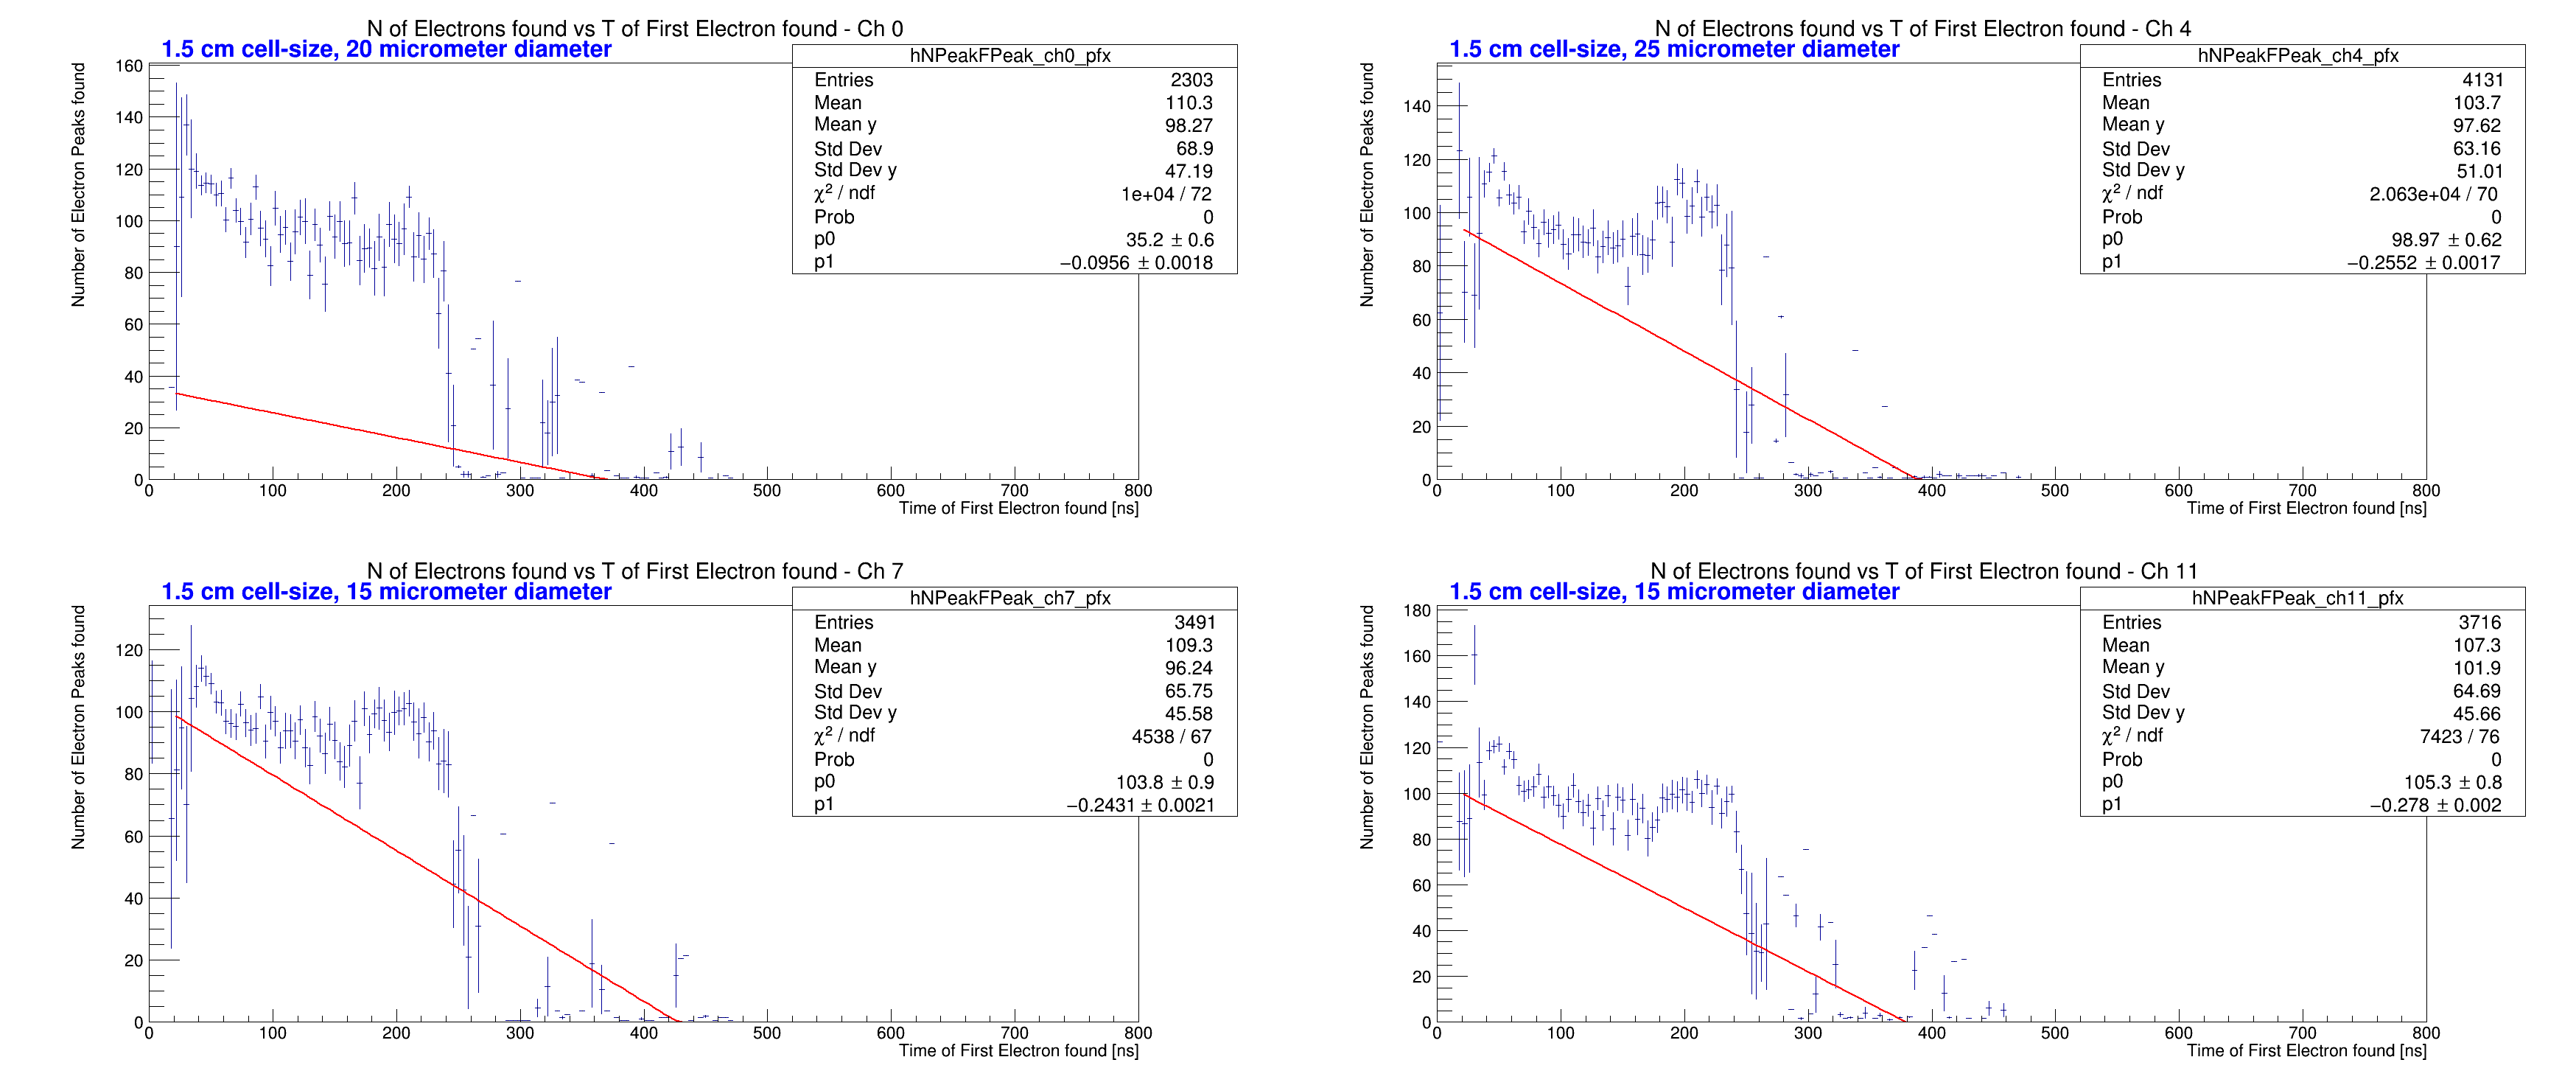 N of Electrons found vs T of First Electron found - Ch 0
1.5 cm cell-size, 20 micrometer diameter
hNPeakFPeak_ch0_pfx
Entries 2303
Mean 110.3
Mean y 98.27
Std Dev 68.9
Std Dev y 47.19
χ² / ndf 1e+04 / 72
Prob 0
p0 35.2 ± 0.6
p1 −0.0956 ± 0.0018
Number of Electron Peaks found
160
140
120
100
80
60
40
20
0
0 100 200 300 400 500 600 700 800
Time of First Electron found [ns]
N of Electrons found vs T of First Electron found - Ch 4
1.5 cm cell-size, 25 micrometer diameter
hNPeakFPeak_ch4_pfx
Entries 4131
Mean 103.7
Mean y 97.62
Std Dev 63.16
Std Dev y 51.01
χ² / ndf 2.063e+04 / 70
Prob 0
p0 98.97 ± 0.62
p1 −0.2552 ± 0.0017
Number of Electron Peaks found
140
120
100
80
60
40
20
0
0 100 200 300 400 500 600 700 800
Time of First Electron found [ns]
N of Electrons found vs T of First Electron found - Ch 7
1.5 cm cell-size, 15 micrometer diameter
hNPeakFPeak_ch7_pfx
Entries 3491
Mean 109.3
Mean y 96.24
Std Dev 65.75
Std Dev y 45.58
χ² / ndf 4538 / 67
Prob 0
p0 103.8 ± 0.9
p1 −0.2431 ± 0.0021
Number of Electron Peaks found
120
100
80
60
40
20
0
0 100 200 300 400 500 600 700 800
Time of First Electron found [ns]
N of Electrons found vs T of First Electron found - Ch 11
1.5 cm cell-size, 15 micrometer diameter
hNPeakFPeak_ch11_pfx
Entries 3716
Mean 107.3
Mean y 101.9
Std Dev 64.69
Std Dev y 45.66
χ² / ndf 7423 / 76
Prob 0
p0 105.3 ± 0.8
p1 −0.278 ± 0.002
Number of Electron Peaks found
180
160
140
120
100
80
60
40
20
0
0 100 200 300 400 500 600 700 800
Time of First Electron found [ns]